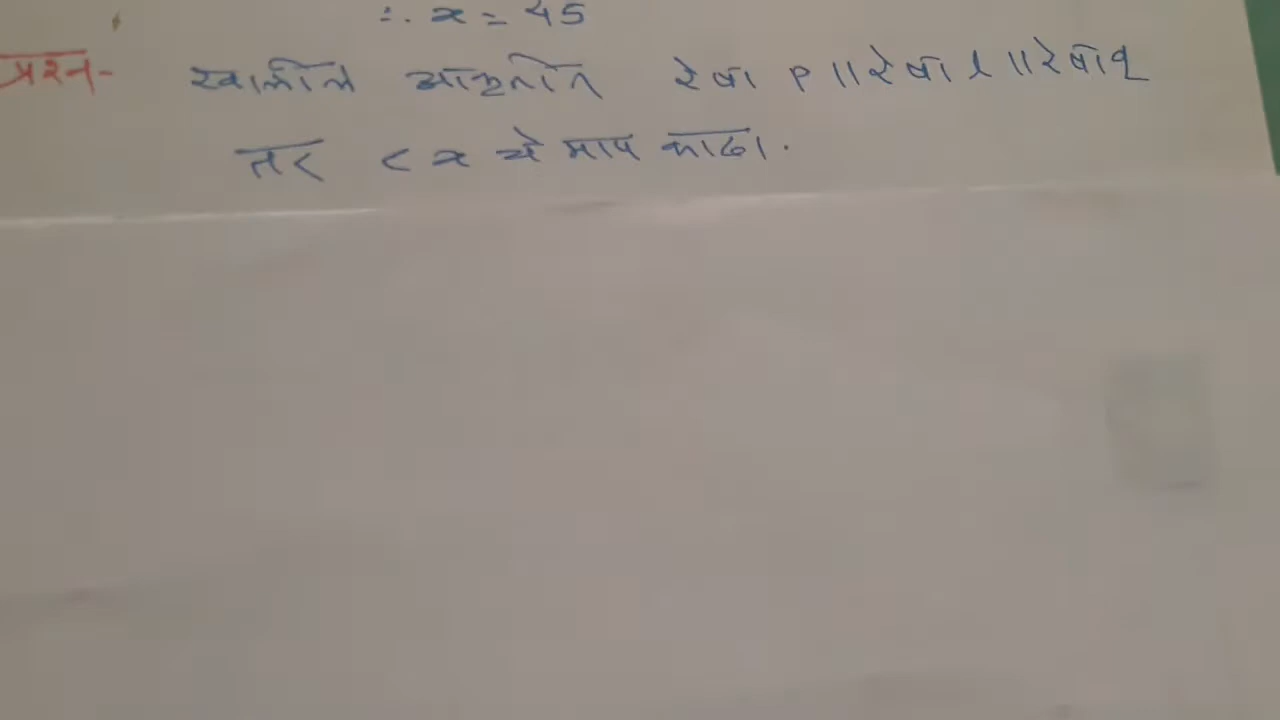 ∴ x = 45
प्रश्न- खालील आकृतीत रेषा p || रेषा l || रेषा q
तर < x चे माप काढा.